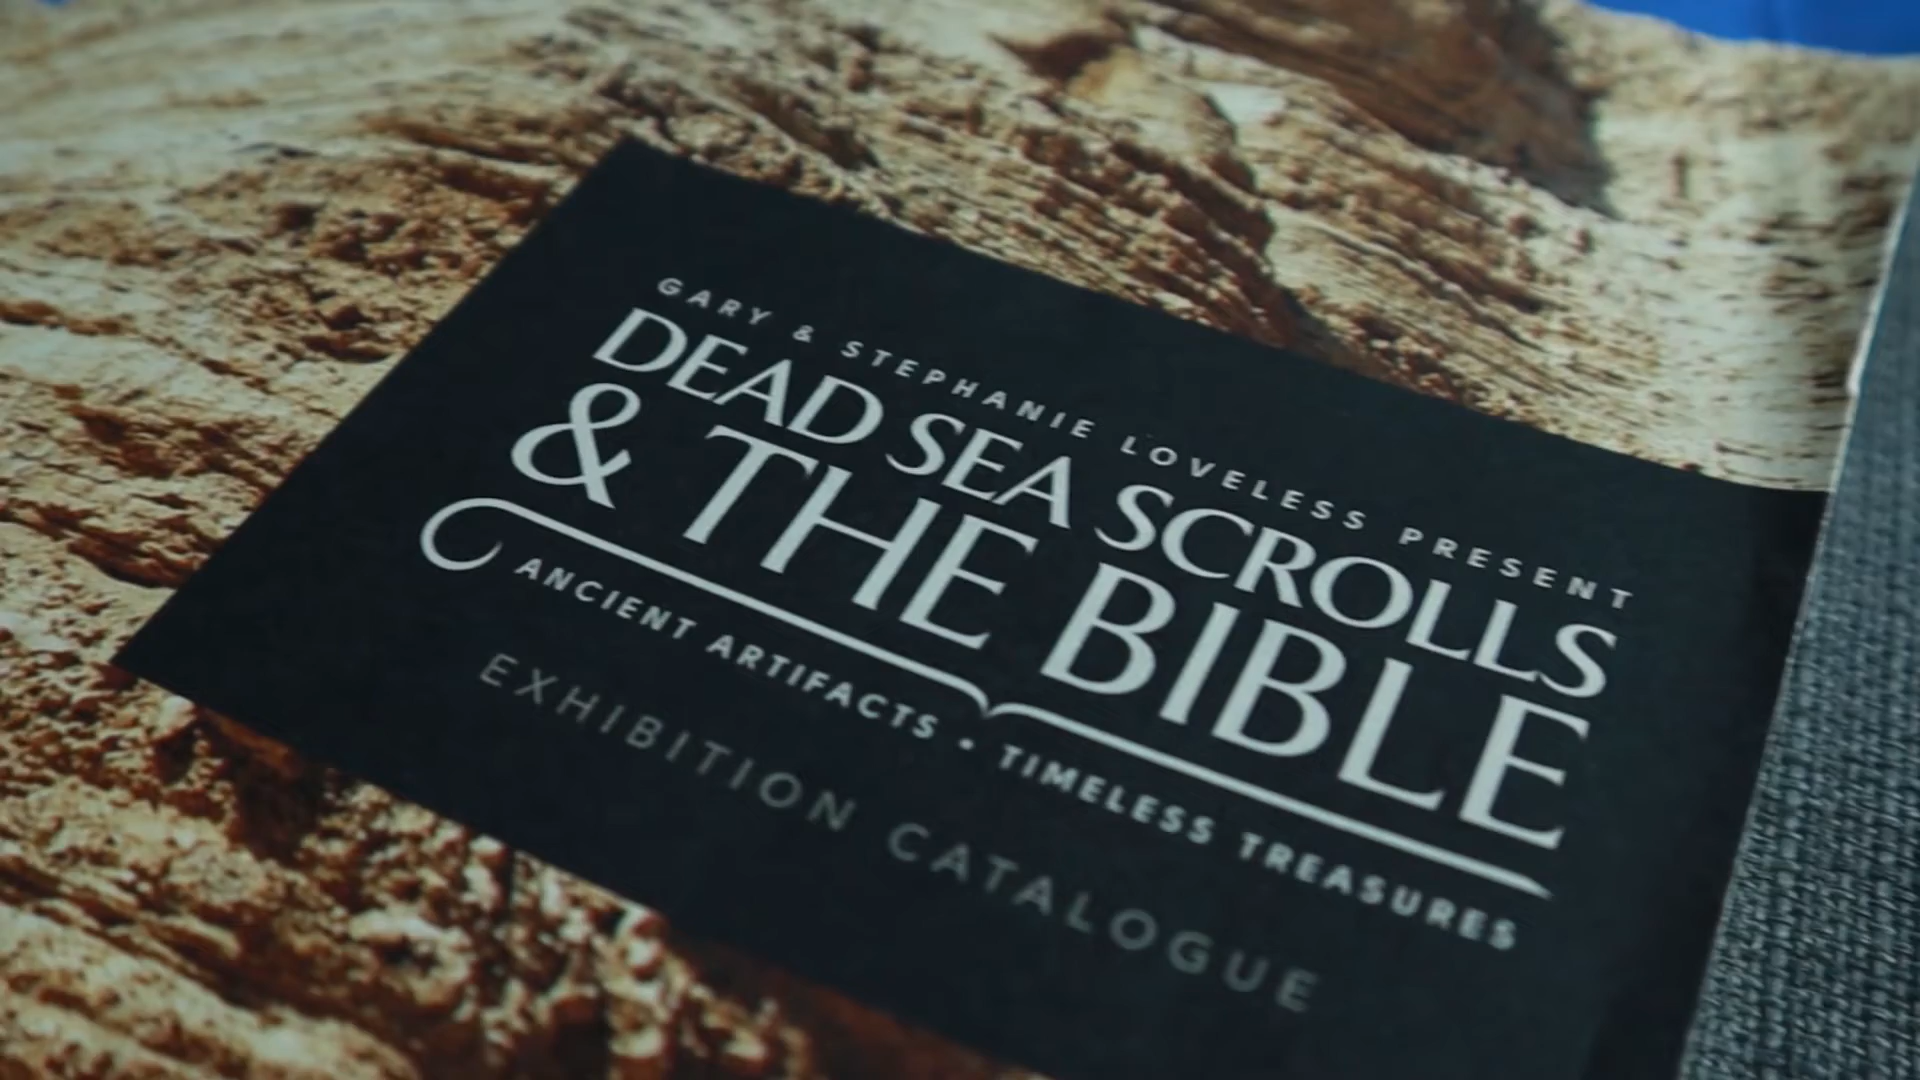 GARY & STEPHANIE LOVELESS PRESENT
DEAD SEA SCROLLS
& THE BIBLE
ANCIENT ARTIFACTS • TIMELESS TREASURES
EXHIBITION CATALOGUE